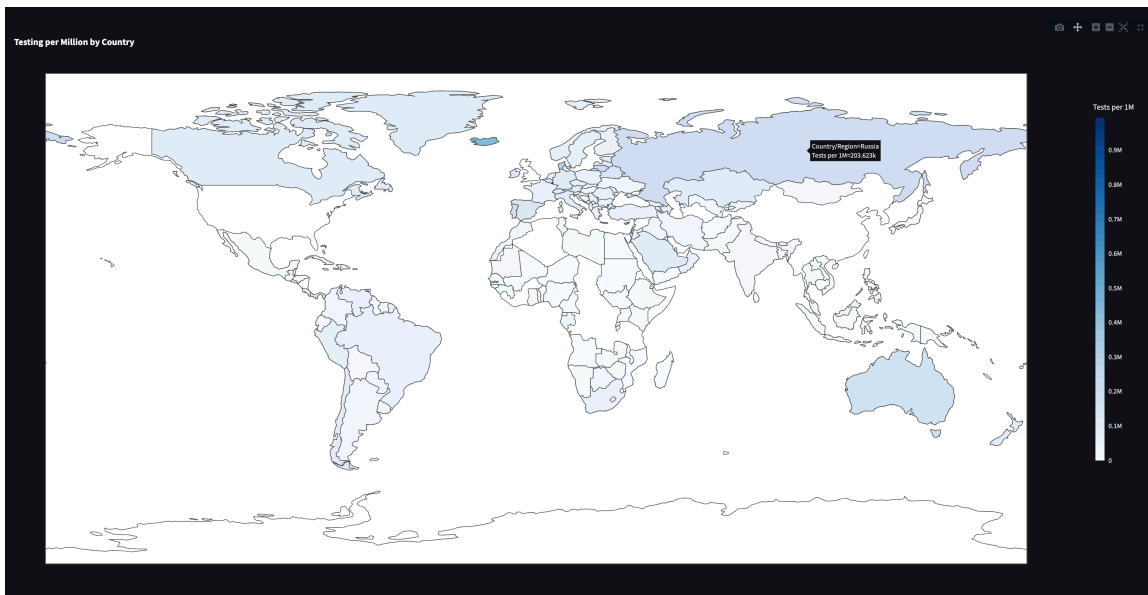 Testing per Million by Country
Tests per 1M
0.9M
0.8M
0.7M
0.6M
0.5M
0.4M
0.3M
0.2M
0.1M
0
Country/Region=Russia
Tests per 1M=203.623k